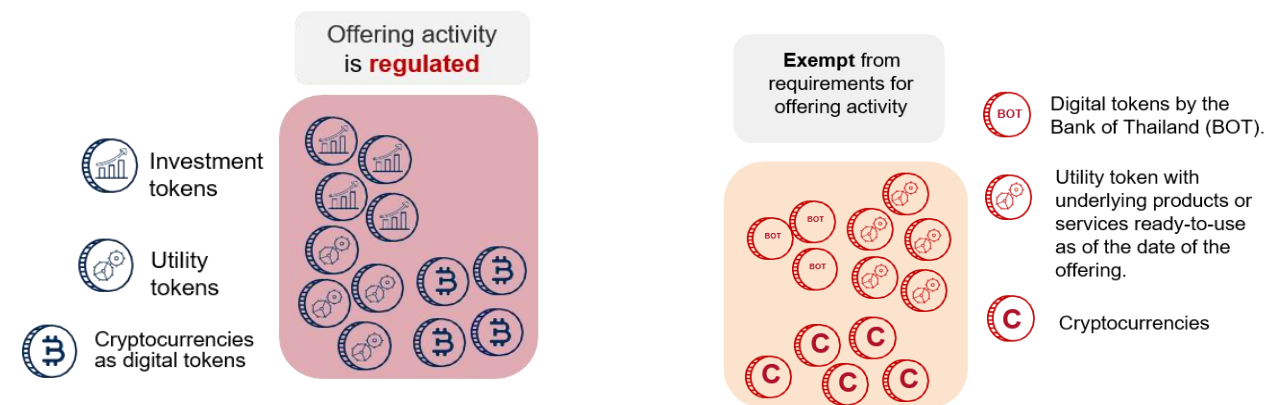 Offering activity
is regulated
Investment
tokens
Utility
tokens
Cryptocurrencies
as digital tokens
Exempt from
requirements for
offering activity
BOT
Digital tokens by the
Bank of Thailand (BOT).
Utility token with
underlying products or
services ready-to-use
as of the date of the
offering.
C
Cryptocurrencies
BOT
BOT
BOT
C
C
C
C
C